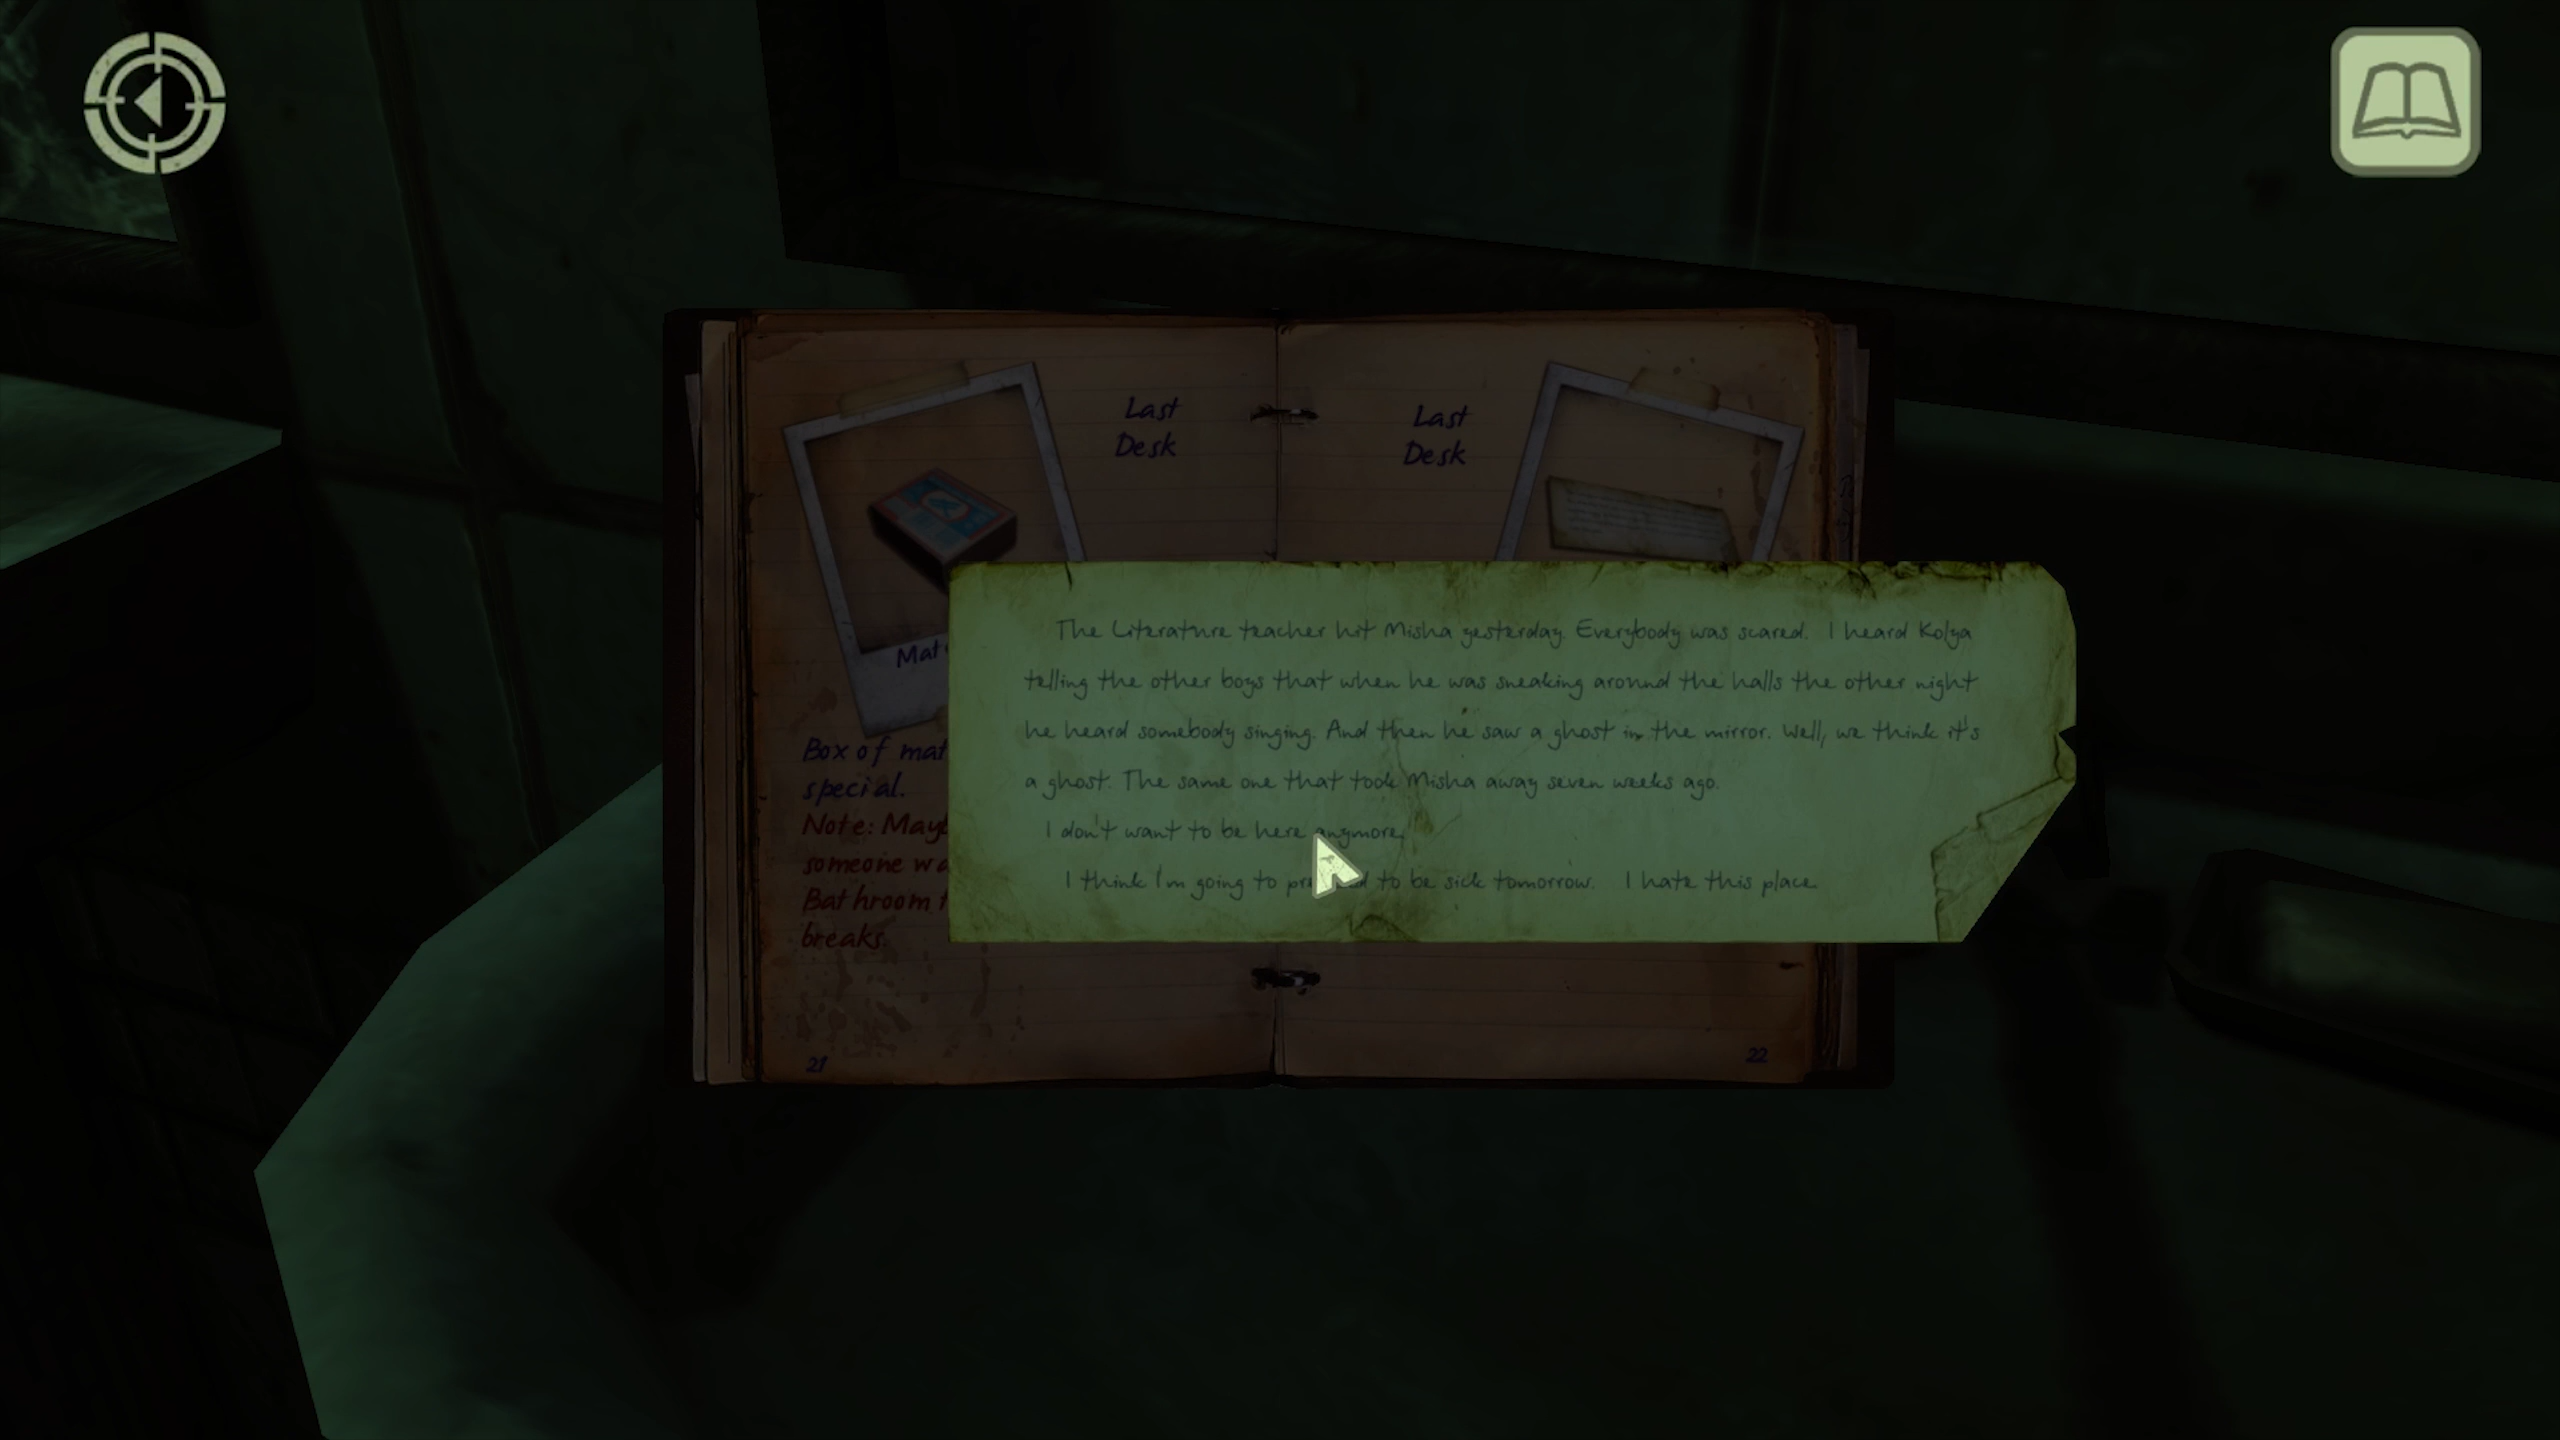 Last
Desk
Box of mat
special.
Note: Mayb
someone wa
Bathroom
breaks.
21
Last
Desk
22
The Literature teacher hit Misha yesterday. Everybody was scared. I heard Kolya
telling the other boys that when he was sneaking around the halls the other night
he heard somebody singing. And then he saw a ghost in the mirror. Well, we think it's
a ghost. The same one that took Misha away seven weeks ago.
I don't want to be here anymore.
I think I'm going to to be sick tomorrow. I hate this place.